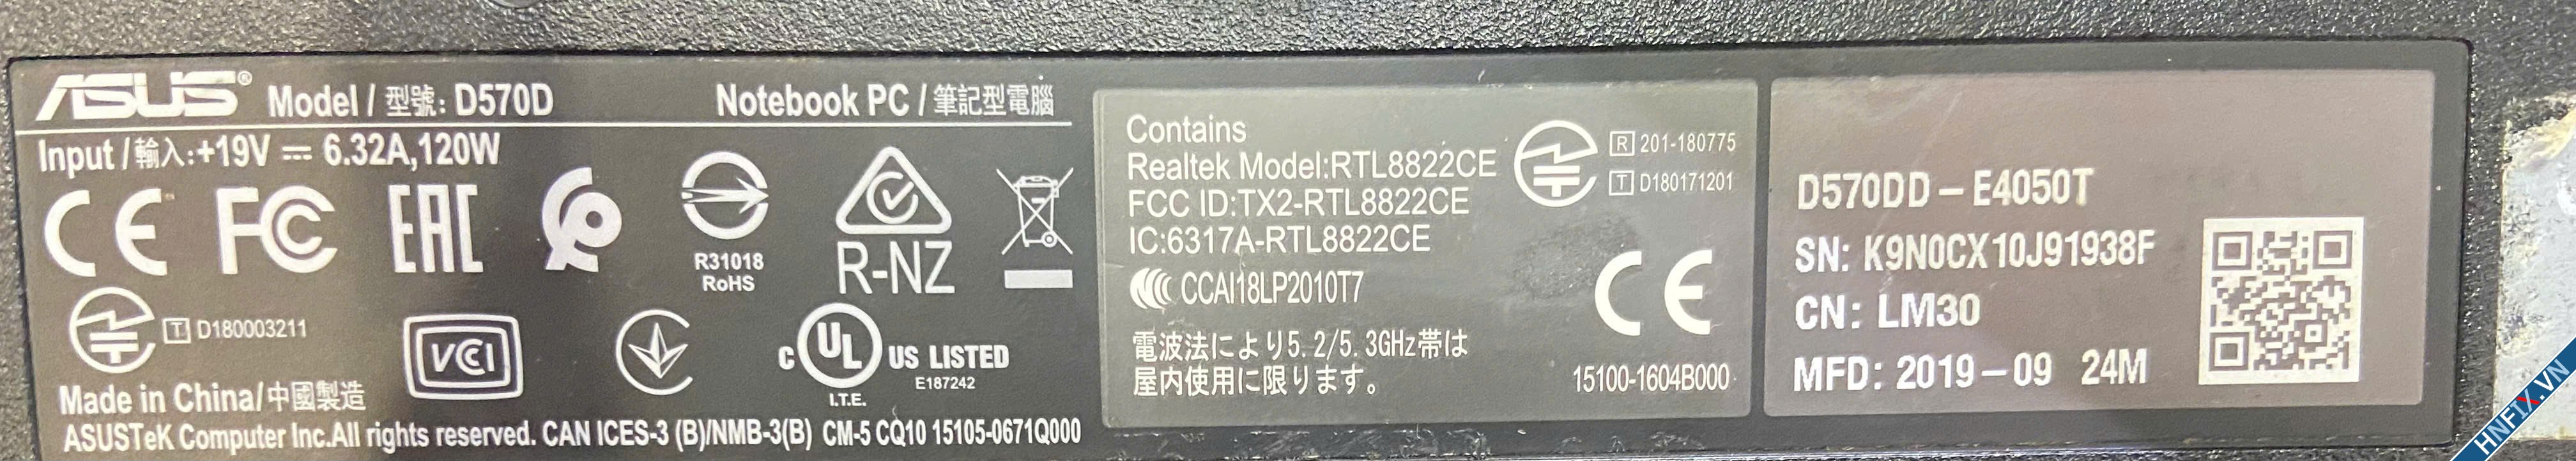 ASUS® Model / 型號: D570D Notebook PC / 筆記型電腦
Input / 輸入:+19V ⎓ 6.32A,120W
CE FC EAC
R31018
RoHS
R-NZ
T D180003211
VCI
C UL US LISTED
E187242
I.T.E.
Made in China/中國製造
ASUSTeK Computer Inc.All rights reserved. CAN ICES-3 (B)/NMB-3(B) CM-5 CQ10 15105-0671Q000
Contains
Realtek Model:RTL8822CE
FCC ID:TX2-RTL8822CE
IC:6317A-RTL8822CE
R 201-180775
T D180171201
CCAI18LP2010T7
CE
電波法により5.2/5.3GHz帯は
屋内使用に限ります。
15100-1604B000
D570DD-E4050T
SN: K9N0CX10J91938F
CN: LM30
MFD: 2019-09 24M
HNFIX.VN